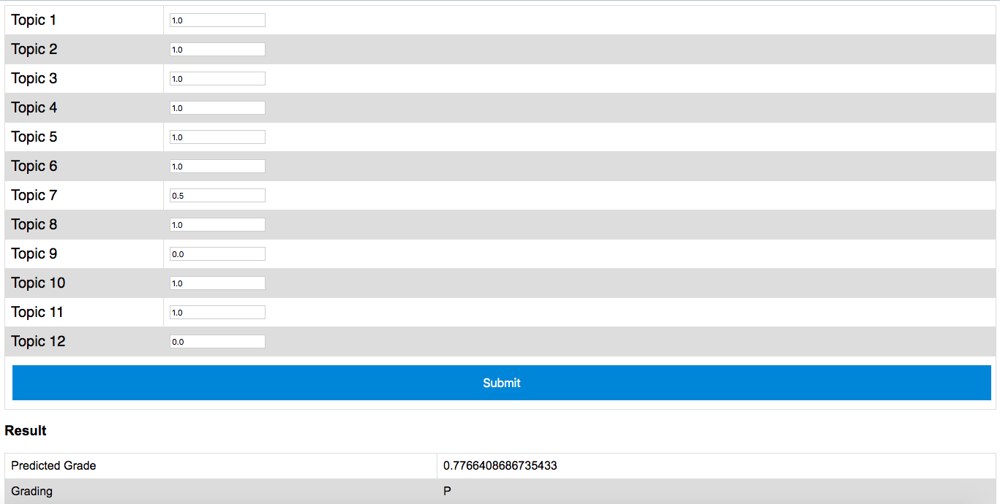 Topic 1 1.0
Topic 2 1.0
Topic 3 1.0
Topic 4 1.0
Topic 5 1.0
Topic 6 1.0
Topic 7 0.5
Topic 8 1.0
Topic 9 0.0
Topic 10 1.0
Topic 11 1.0
Topic 12 0.0
Submit
Result
Predicted Grade 0.7766408686735433
Grading P